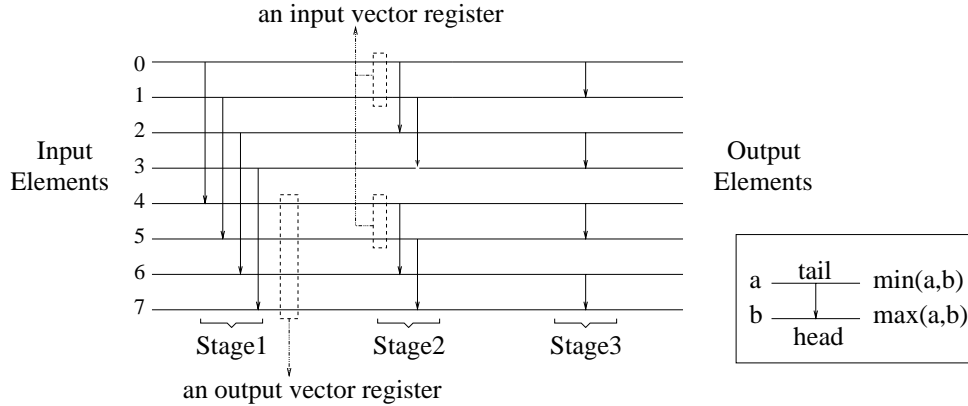 an input vector register
0
1
2
3
4
5
6
7
Input
Elements
Output
Elements
Stage1
Stage2
Stage3
an output vector register
a
tail
min(a,b)
b
max(a,b)
head